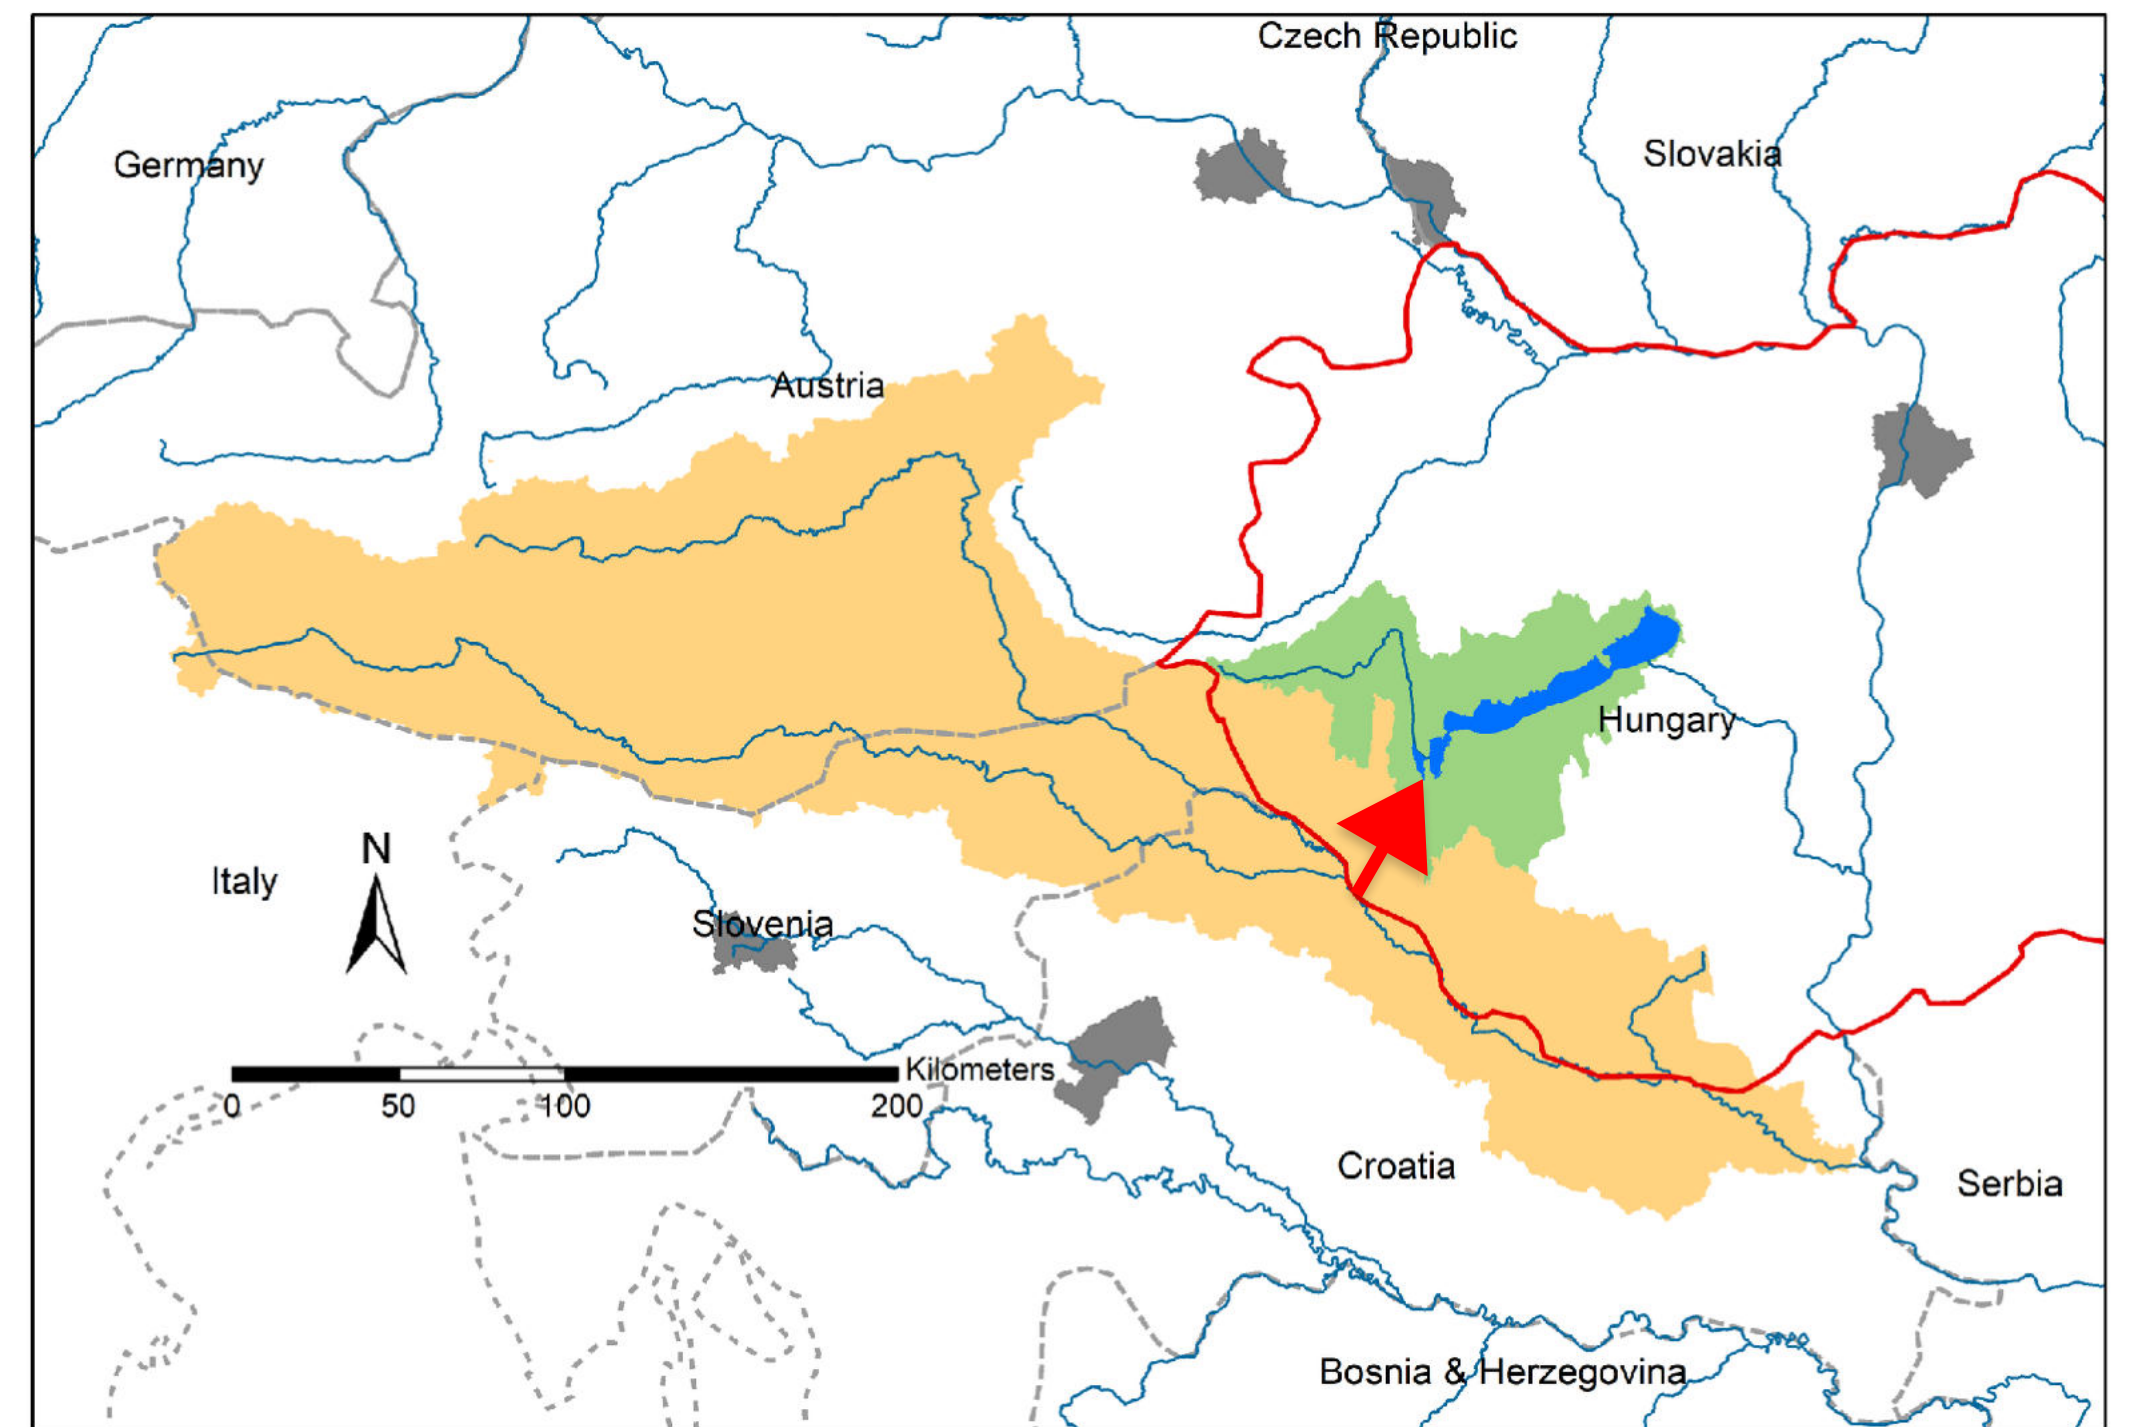 Czech Republic
Germany
Slovakia
Austria
Hungary
N
Italy
Slovenia
Kilometers
0 50 100 200
Croatia
Serbia
Bosnia & Herzegovina